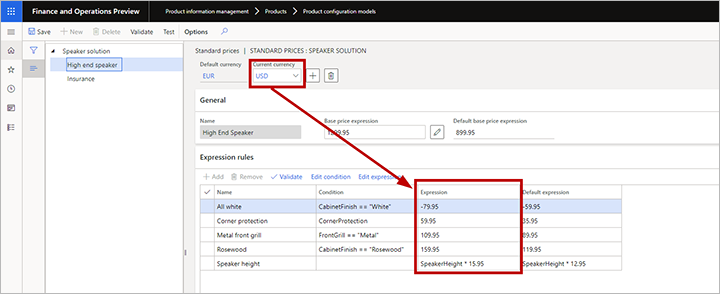 Finance and Operations Preview
Product information management > Products > Product configuration models
Save + New Delete Validate Test Options
Speaker solution
High end speaker
Insurance
Standard prices | STANDARD PRICES : SPEAKER SOLUTION
Default currency Current currency
EUR USD
General
Name Base price expression Default base price expression
High End Speaker 899.95
Expression rules
+ Add Remove Validate Edit condition Edit expression
Name Condition Expression Default expression
All white CabinetFinish == "White" -79.95 -59.95
Corner protection CornerProtection 59.95 35.95
Metal front grill FrontGrill == "Metal" 109.95 89.95
Rosewood CabinetFinish == "Rosewood" 159.95 119.95
Speaker height SpeakerHeight * 15.95 SpeakerHeight * 12.95